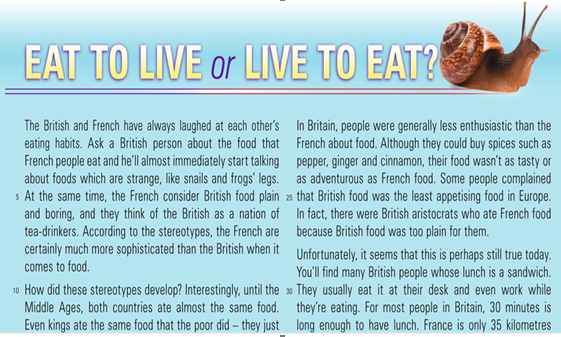 EAT TO LIVE or LIVE TO EAT?
The British and French have always laughed at each other's
eating habits. Ask a British person about the food that
French people eat and he'll almost immediately start talking
about foods which are strange, like snails and frogs' legs.
5 At the same time, the French consider British food plain
and boring, and they think of the British as a nation of
tea-drinkers. According to the stereotypes, the French are
certainly much more sophisticated than the British when it
comes to food.
10 How did these stereotypes develop? Interestingly, until the
Middle Ages, both countries ate almost the same food.
Even kings ate the same food that the poor did – they just
In Britain, people were generally less enthusiastic than the
French about food. Although they could buy spices such as
pepper, ginger and cinnamon, their food wasn't as tasty or
as adventurous as French food. Some people complained
25 that British food was the least appetising food in Europe.
In fact, there were British aristocrats who ate French food
because British food was too plain for them.
Unfortunately, it seems that this is perhaps still true today.
You'll find many British people whose lunch is a sandwich.
30 They usually eat it at their desk and even work while
they're eating. For most people in Britain, 30 minutes is
long enough to have lunch. France is only 35 kilometres